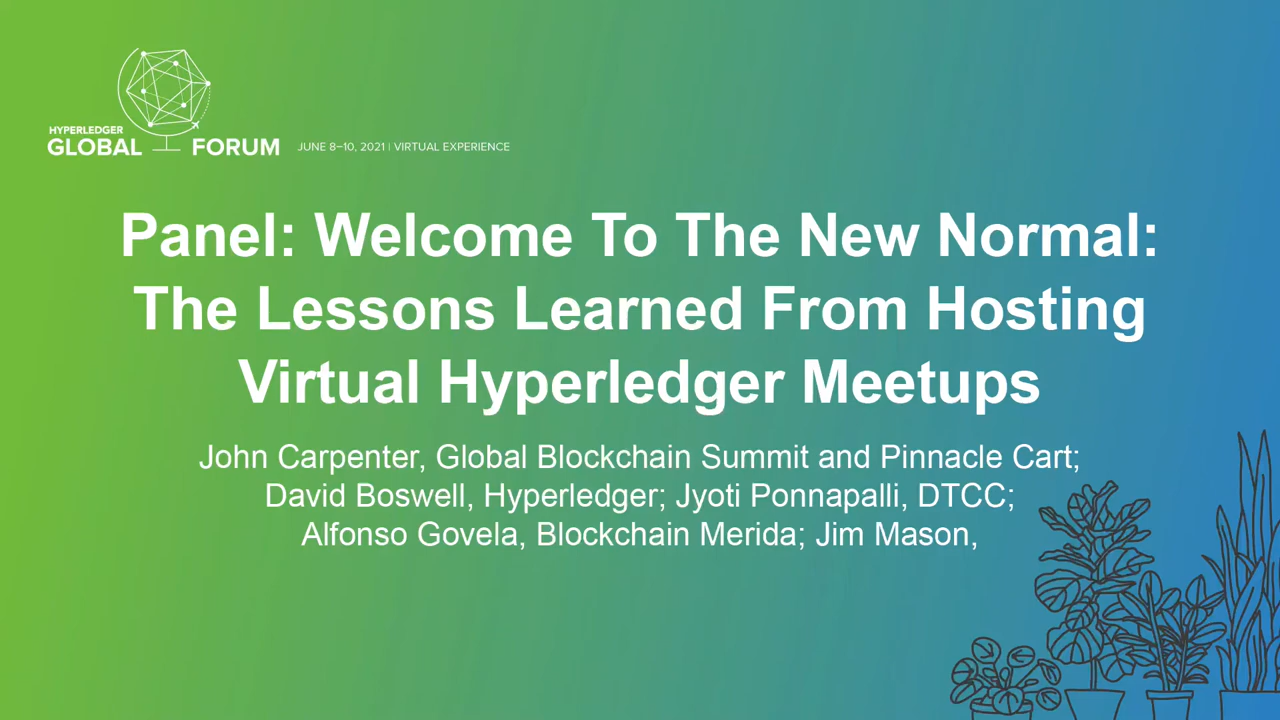 HYPERLEDGER
GLOBAL FORUM
JUNE 8–10, 2021 | VIRTUAL EXPERIENCE
Panel: Welcome To The New Normal:
The Lessons Learned From Hosting
Virtual Hyperledger Meetups
John Carpenter, Global Blockchain Summit and Pinnacle Cart;
David Boswell, Hyperledger; Jyoti Ponnapalli, DTCC;
Alfonso Govela, Blockchain Merida; Jim Mason,